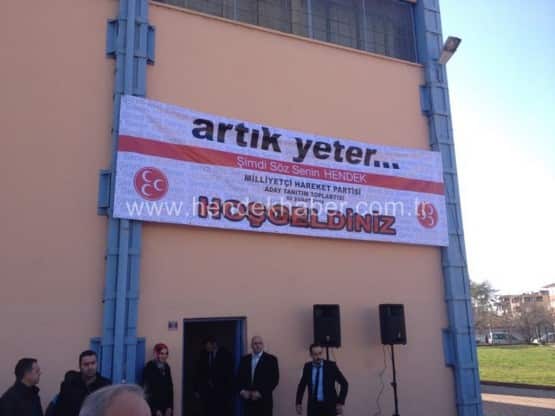 artık yeter...
Şimdi Söz Senin HENDEK
MİLLİYETÇİ HAREKET PARTİSİ
ADAY TANITIM TOPLANTISI
www.hendekhaber.com.tr
HOŞGELDİNİZ